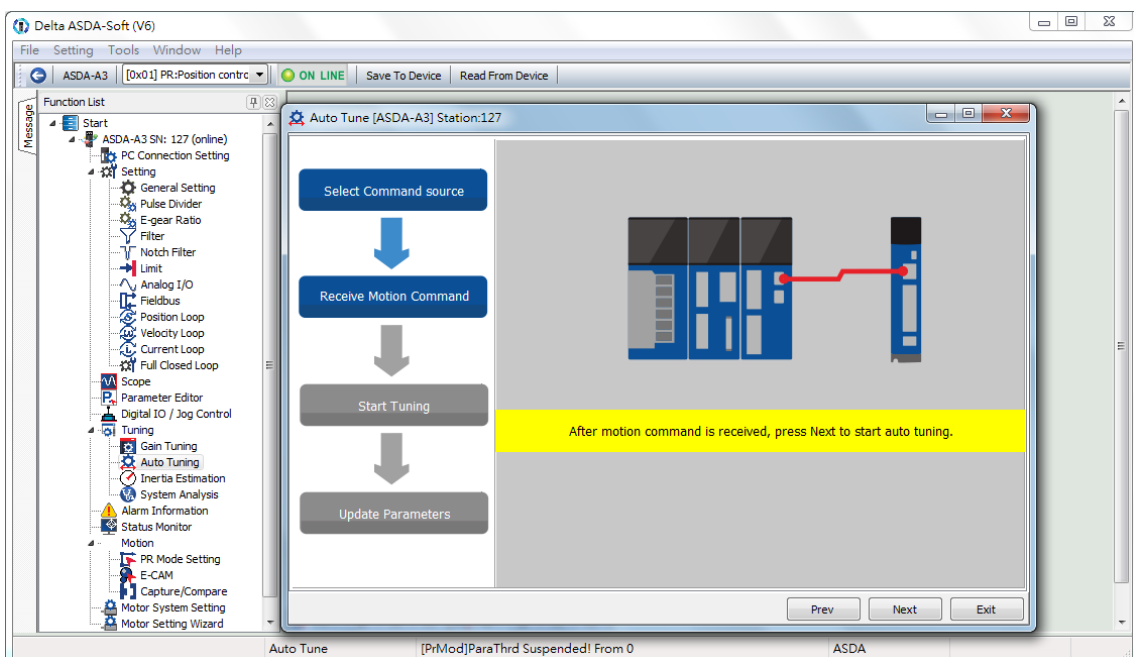 Delta ASDA-Soft (V6)
File Setting Tools Window Help
ASDA-A3 [0x01] PR:Position contrc ON LINE Save To Device Read From Device
Message
Function List
Start
ASDA-A3 SN: 127 (online)
PC Connection Setting
Setting
General Setting
Pulse Divider
E-gear Ratio
Filter
Notch Filter
Limit
Analog I/O
Fieldbus
Position Loop
Velocity Loop
Current Loop
Full Closed Loop
Scope
Parameter Editor
Digital IO / Jog Control
Tuning
Gain Tuning
Auto Tuning
Inertia Estimation
System Analysis
Alarm Information
Status Monitor
Motion
PR Mode Setting
E-CAM
Capture/Compare
Motor System Setting
Motor Setting Wizard
Auto Tune [ASDA-A3] Station:127
Select Command source
Receive Motion Command
Start Tuning
Update Parameters
After motion command is received, press Next to start auto tuning.
Prev Next Exit
Auto Tune [PrMod]ParaThrd Suspended! From 0 ASDA